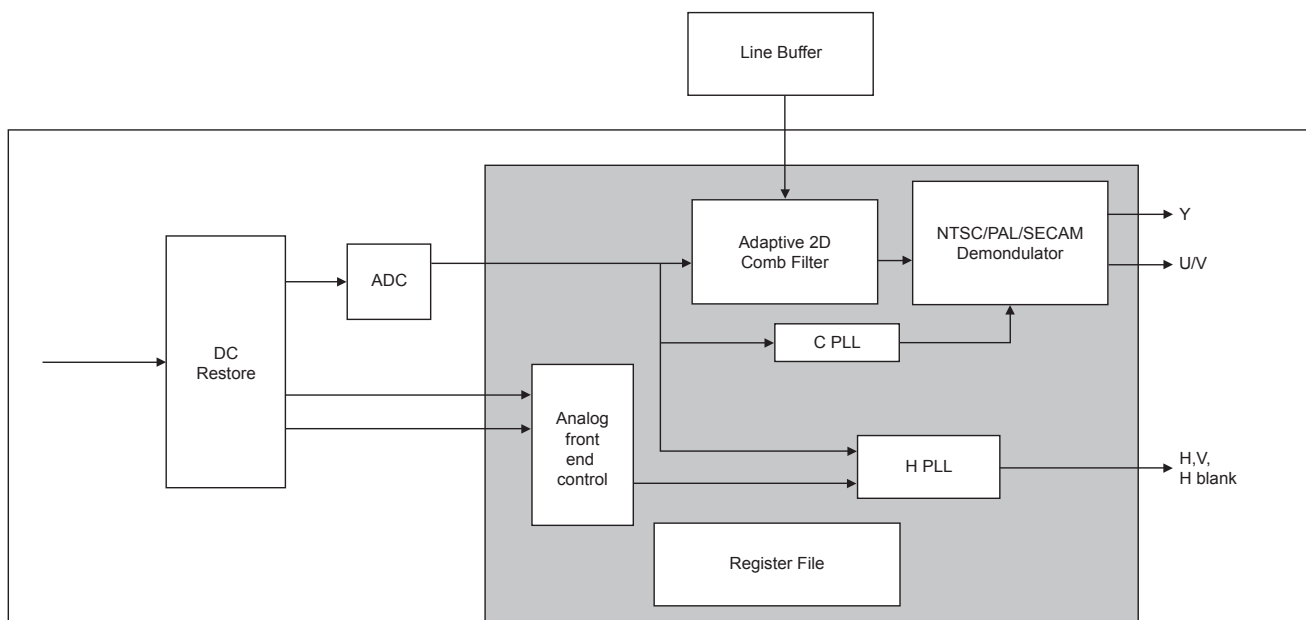 Line Buffer
Adaptive 2D
Comb Filter
NTSC/PAL/SECAM
Demondulator
Y
U/V
ADC
DC
Restore
C PLL
Analog
front
end
control
H PLL
H,V,
H blank
Register File